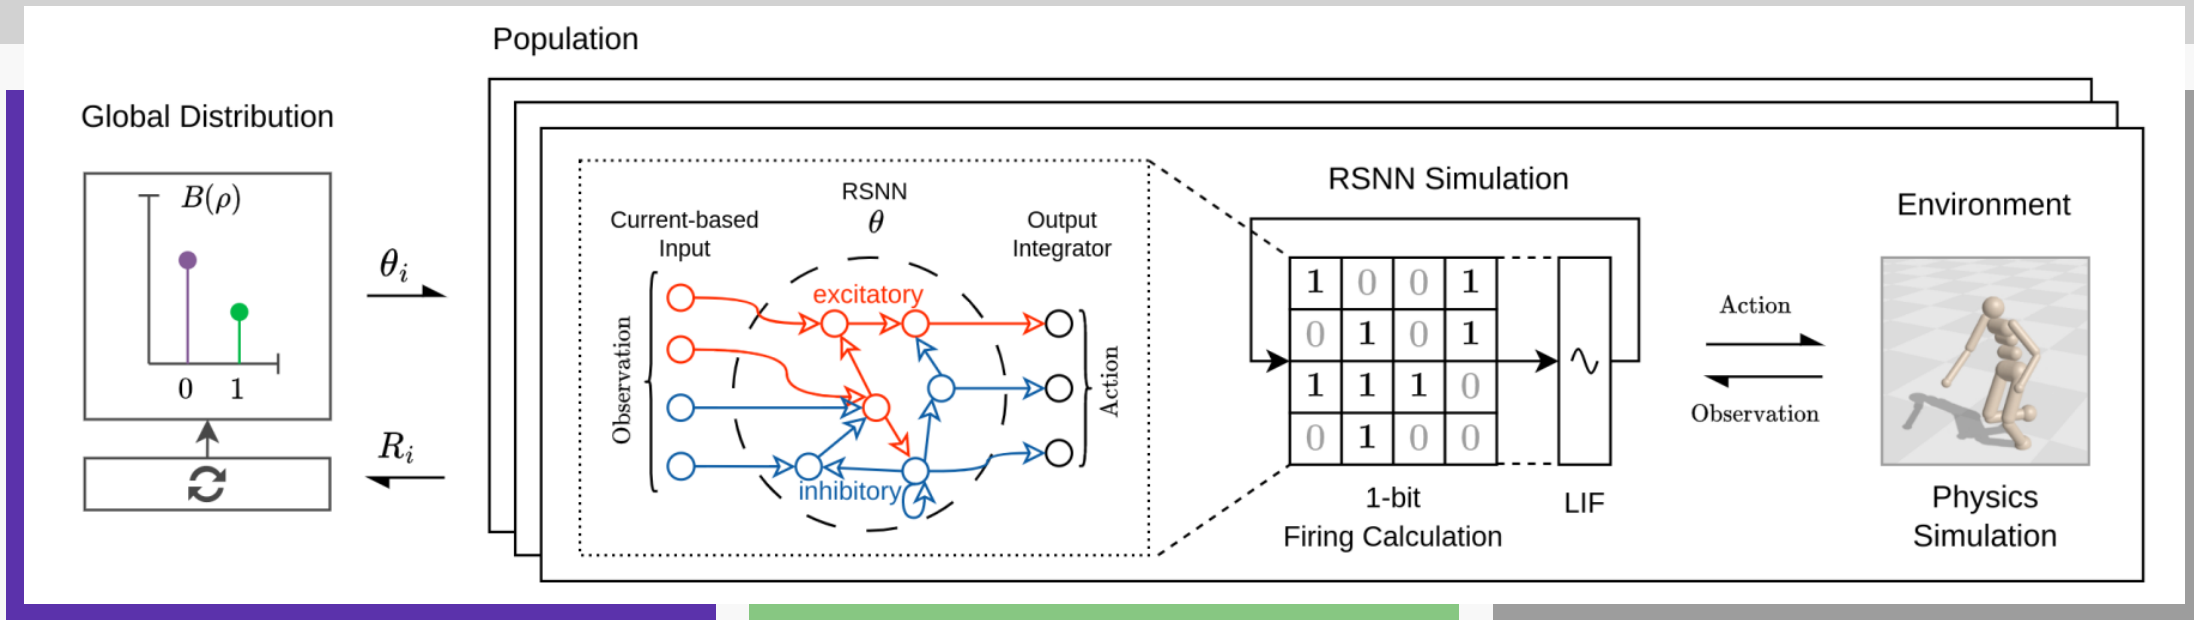 Population
Global Distribution
B(ρ)
0 1
θi
Ri
RSNN
θ
Current-based
Input
Output
Integrator
Observation
excitatory
inhibitory
Action
RSNN Simulation
1 0 0 1
0 1 0 1
1 1 1 0
0 1 0 0
1-bit
Firing Calculation
LIF
Action
Observation
Environment
Physics
Simulation